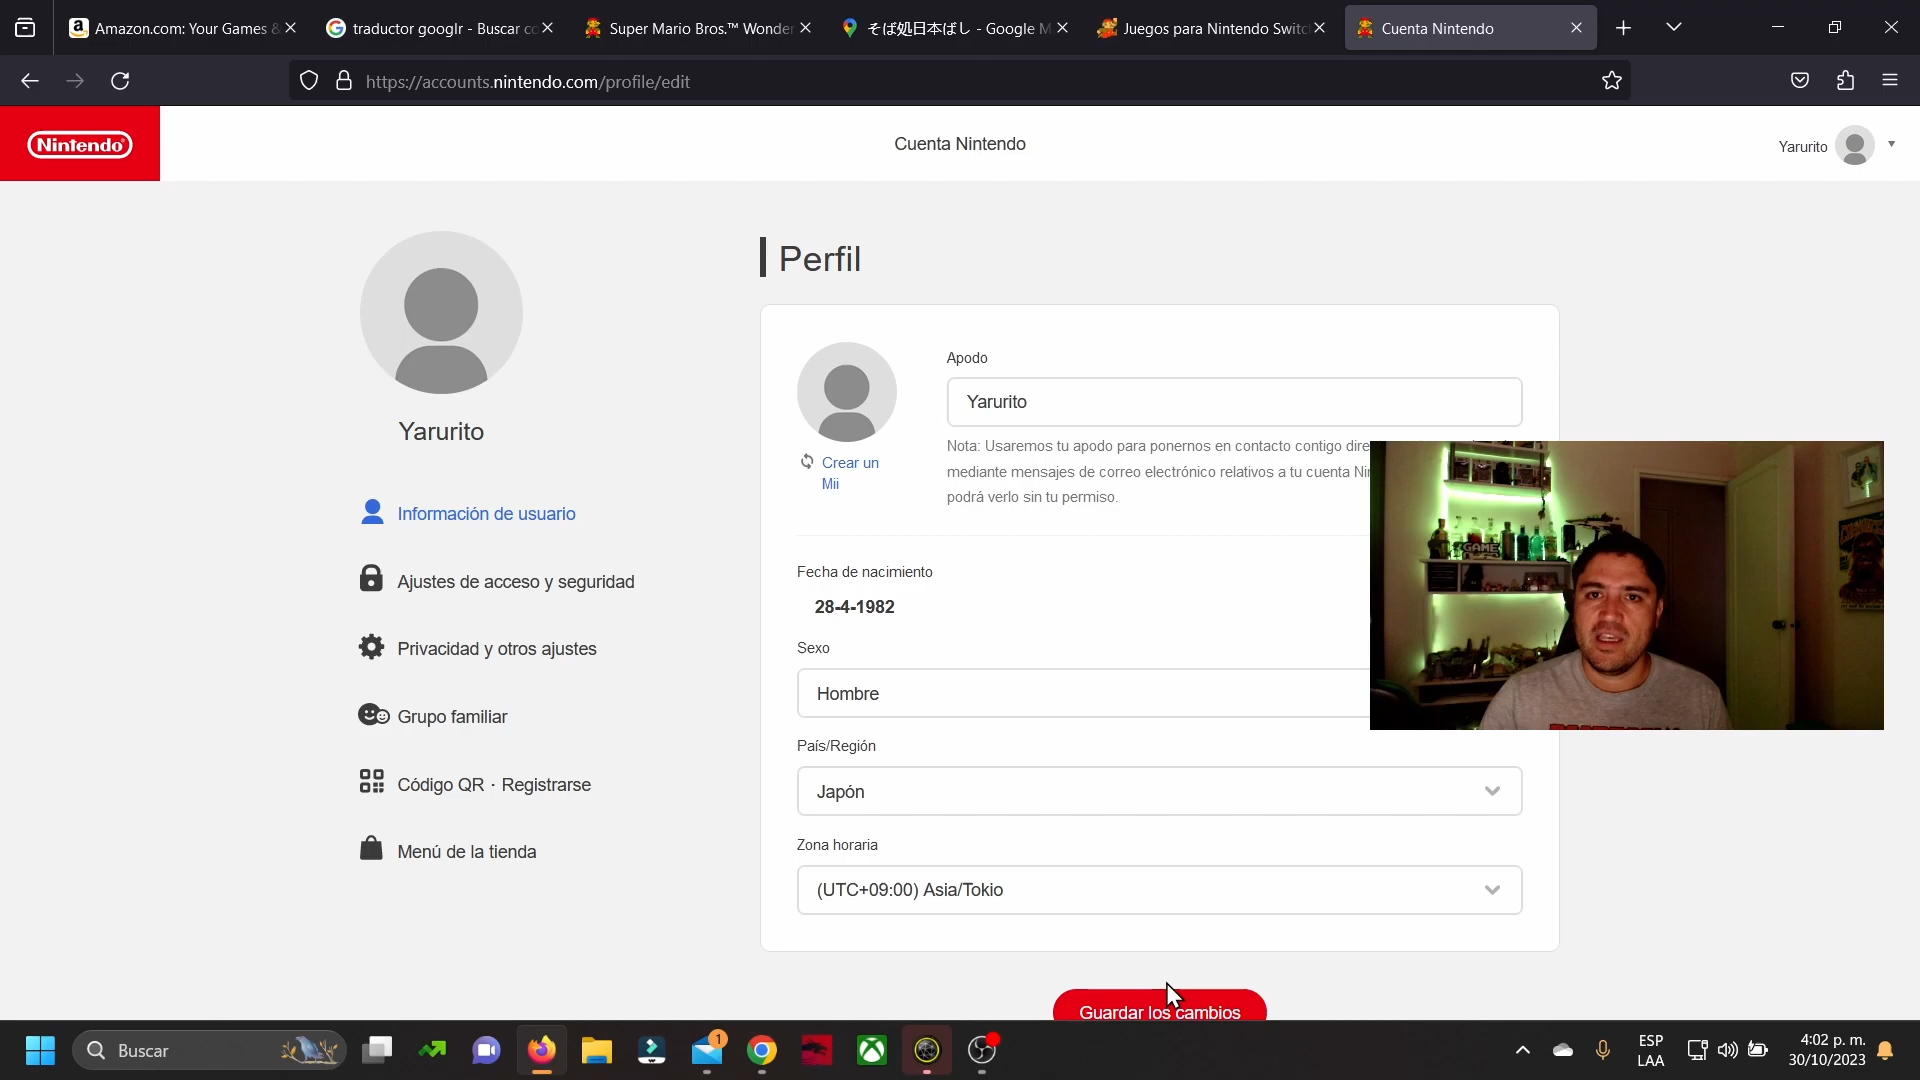 Amazon.com: Your Games &
traductor googlr - Buscar co
Super Mario Bros.™ Wonder
そば処日本ばし - Google M
Juegos para Nintendo Switc
Cuenta Nintendo
https://accounts.nintendo.com/profile/edit
Nintendo
Cuenta Nintendo
Yarurito
Perfil
Apodo
Yarurito
Yarurito
Nota: Usaremos tu apodo para ponernos en contacto contigo dire
mediante mensajes de correo electrónico relativos a tu cuenta Nin
podrá verlo sin tu permiso.
Crear un
Mii
Información de usuario
Ajustes de acceso y seguridad
Privacidad y otros ajustes
Grupo familiar
Código QR · Registrarse
Menú de la tienda
Fecha de nacimiento
28-4-1982
Sexo
Hombre
País/Región
Japón
Zona horaria
(UTC+09:00) Asia/Tokio
Guardar los cambios
GAME
Buscar
1
ESP
LAA
4:02 p. m.
30/10/2023